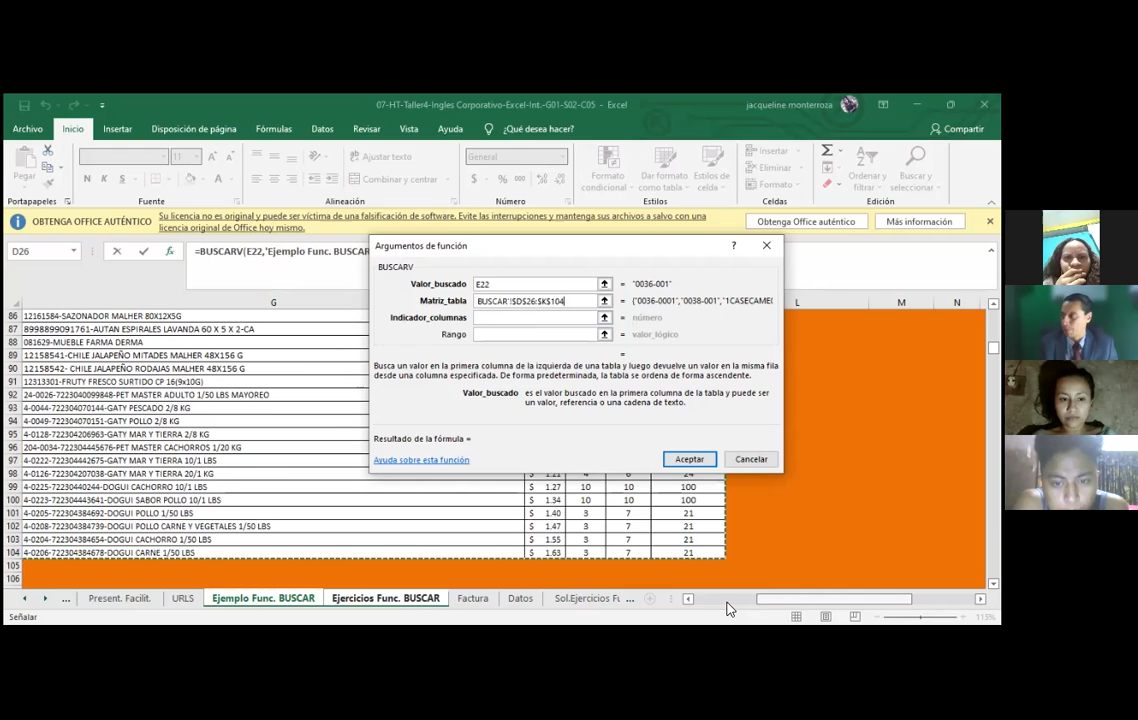 07-HT-Taller4-Ingles Corporativo-Excel-Int.-G01-S02-C05 - Excel
jacqueline monterroza
Archivo Inicio Insertar Disposición de página Fórmulas Datos Revisar Vista Ayuda ¿Qué desea hacer? Compartir
Pegar
11
Ajustar texto
General
Formato condicional
Dar formato como tabla
Estilos de celda
Insertar
Eliminar
Formato
Ordenar y filtrar
Buscar y seleccionar
N K S
Combinar y centrar
$ % 000
Portapapeles Fuente Alineación Número Estilos Celdas Edición
OBTENGA OFFICE AUTÉNTICO Su licencia no es original y puede ser víctima de una falsificación de software. Evite las interrupciones y mantenga sus archivos a salvo con una
licencia original de Office hoy mismo.
Obtenga Office auténtico Más información
D26 fx =BUSCARV(E22,'Ejemplo Func. BUSCAR
Argumentos de función ?
BUSCARV
Valor_buscado E22 = "0036-001"
Matriz_tabla BUSCAR'!$D$26:$K$104 = {"0036-0001","0038-001","1CASECAME(
Indicador_columnas = número
Rango = valor_lógico
=
Busca un valor en la primera columna de la izquierda de una tabla y luego devuelve un valor en la misma fila
desde una columna especificada. De forma predeterminada, la tabla se ordena de forma ascendente.
Valor_buscado es el valor buscado en la primera columna de la tabla y puede ser
un valor, referencia o una cadena de texto.
Resultado de la fórmula =
Ayuda sobre esta función
Aceptar Cancelar
G L M N
86 12161584-SAZONADOR MALHER 80X12X5G
87 8998899091761-AUTAN ESPIRALES LAVANDA 60 X 5 X 2-CA
88 081629-MUEBLE FARMA DERMA
89 12158541-CHILE JALAPEÑO MITADES MALHER 48X156 G
90 12158542- CHILE JALAPEÑO RODAJAS MALHER 48X156 G
91 12313301-FRUTY FRESCO SURTIDO CP 16(9x10G)
92 24-0026-7223040099848-PET MASTER ADULTO 1/50 LBS MAYOREO
93 4-0044-722304070144-GATY PESCADO 2/8 KG
94 4-0049-722304070151-GATY POLLO 2/8 KG
95 4-0128-722304206963-GATY MAR Y TIERRA 2/8 KG
96 204-0034-722304445676-PET MASTER CACHORROS 1/20 KG
97 4-0222-722304442675-GATY MAR Y TIERRA 10/1 LBS
98 4-0126-722304207038-GATY MAR Y TIERRA 20/1 KG $ 1.21 4 6 24
99 4-0225-72230440244-DOGUI CACHORRO 10/1 LBS $ 1.27 10 10 100
100 4-0223-722304443641-DOGUI SABOR POLLO 10/1 LBS $ 1.34 10 10 100
101 4-0205-722304384692-DOGUI POLLO 1/50 LBS $ 1.40 3 7 21
102 4-0208-722304384739-DOGUI POLLO CARNE Y VEGETALES 1/50 LBS $ 1.47 3 7 21
103 4-0204-722304384654-DOGUI CACHORRO 1/50 LBS $ 1.55 3 7 21
104 4-0206-722304384678-DOGUI CARNE 1/50 LBS $ 1.63 3 7 21
105
106
... Present. Facilit. URLS Ejemplo Func. BUSCAR Ejercicios Func. BUSCAR Factura Datos Sol.Ejercicios Fu ...
Señalar 115%